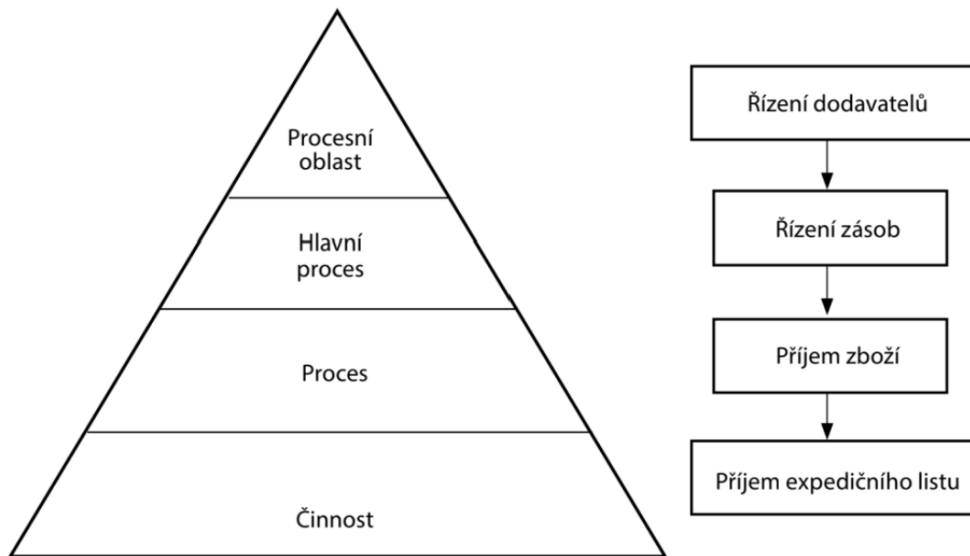 Procesní
oblast
Hlavní
proces
Proces
Činnost
Řízení dodavatelů
Řízení zásob
Příjem zboží
Příjem expedičního listu